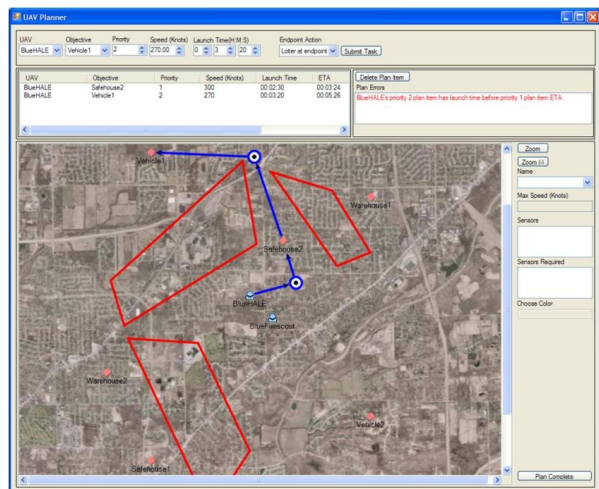 UAV Planner
UAV Objective Priority Speed (Knots) Launch Time(H:M:S) Endpoint Action
BlueHALE Vehicle1 2 270.00 0 3 20 Loiter at endpoint Submit Task
UAV Objective Priority Speed (Knots) Launch Time ETA
BlueHALE Safehouse2 1 300 00:02:30 00:03:24
BlueHALE Vehicle1 2 270 00:03:20 00:05:26
Delete Plan Item
Plan Errors
BlueHALE's priority 2 plan item has launch time before priority 1 plan item ETA.
Vehicle1
Warehouse1
Safehouse2
BlueHALE
BlueFirescout
Warehouse2
Vehicle2
Safehouse1
Zoom
Zoom (-)
Name
Max Speed (Knots)
Sensors
Sensors Required
Choose Color
Plan Complete